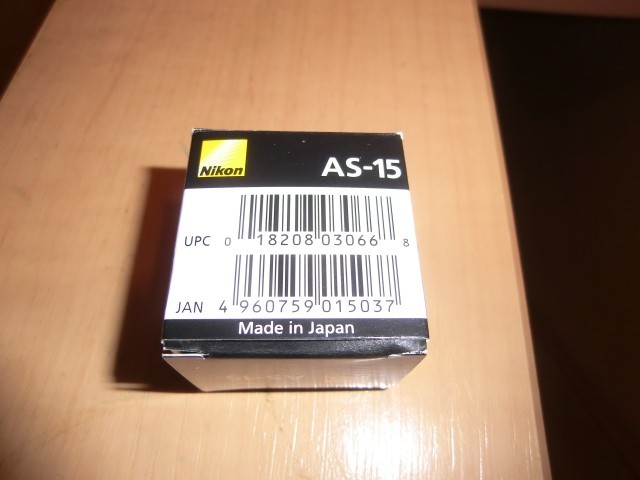 Nikon
AS-15
UPC 0 18208 03066 8
JAN 4 960759 015037
Made in Japan